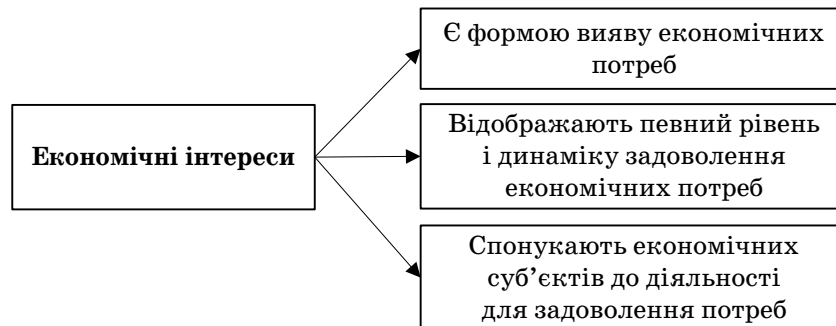 Економічні інтереси
Є формою вияву економічних
потреб
Відображають певний рівень
і динаміку задоволення
економічних потреб
Спонукають економічних
суб’єктів до діяльності
для задоволення потреб